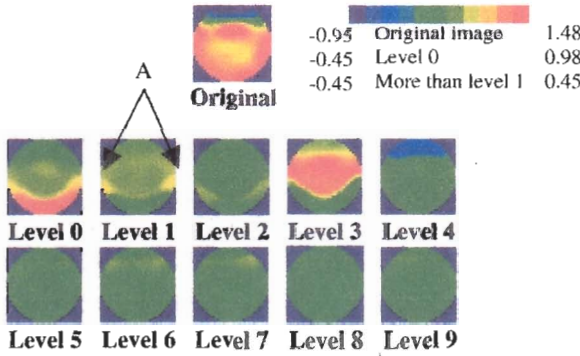 -0.95 Original image 1.48
-0.45 Level 0 0.98
-0.45 More than level 1 0.45
Original
A
Level 0 Level 1 Level 2 Level 3 Level 4
Level 5 Level 6 Level 7 Level 8 Level 9